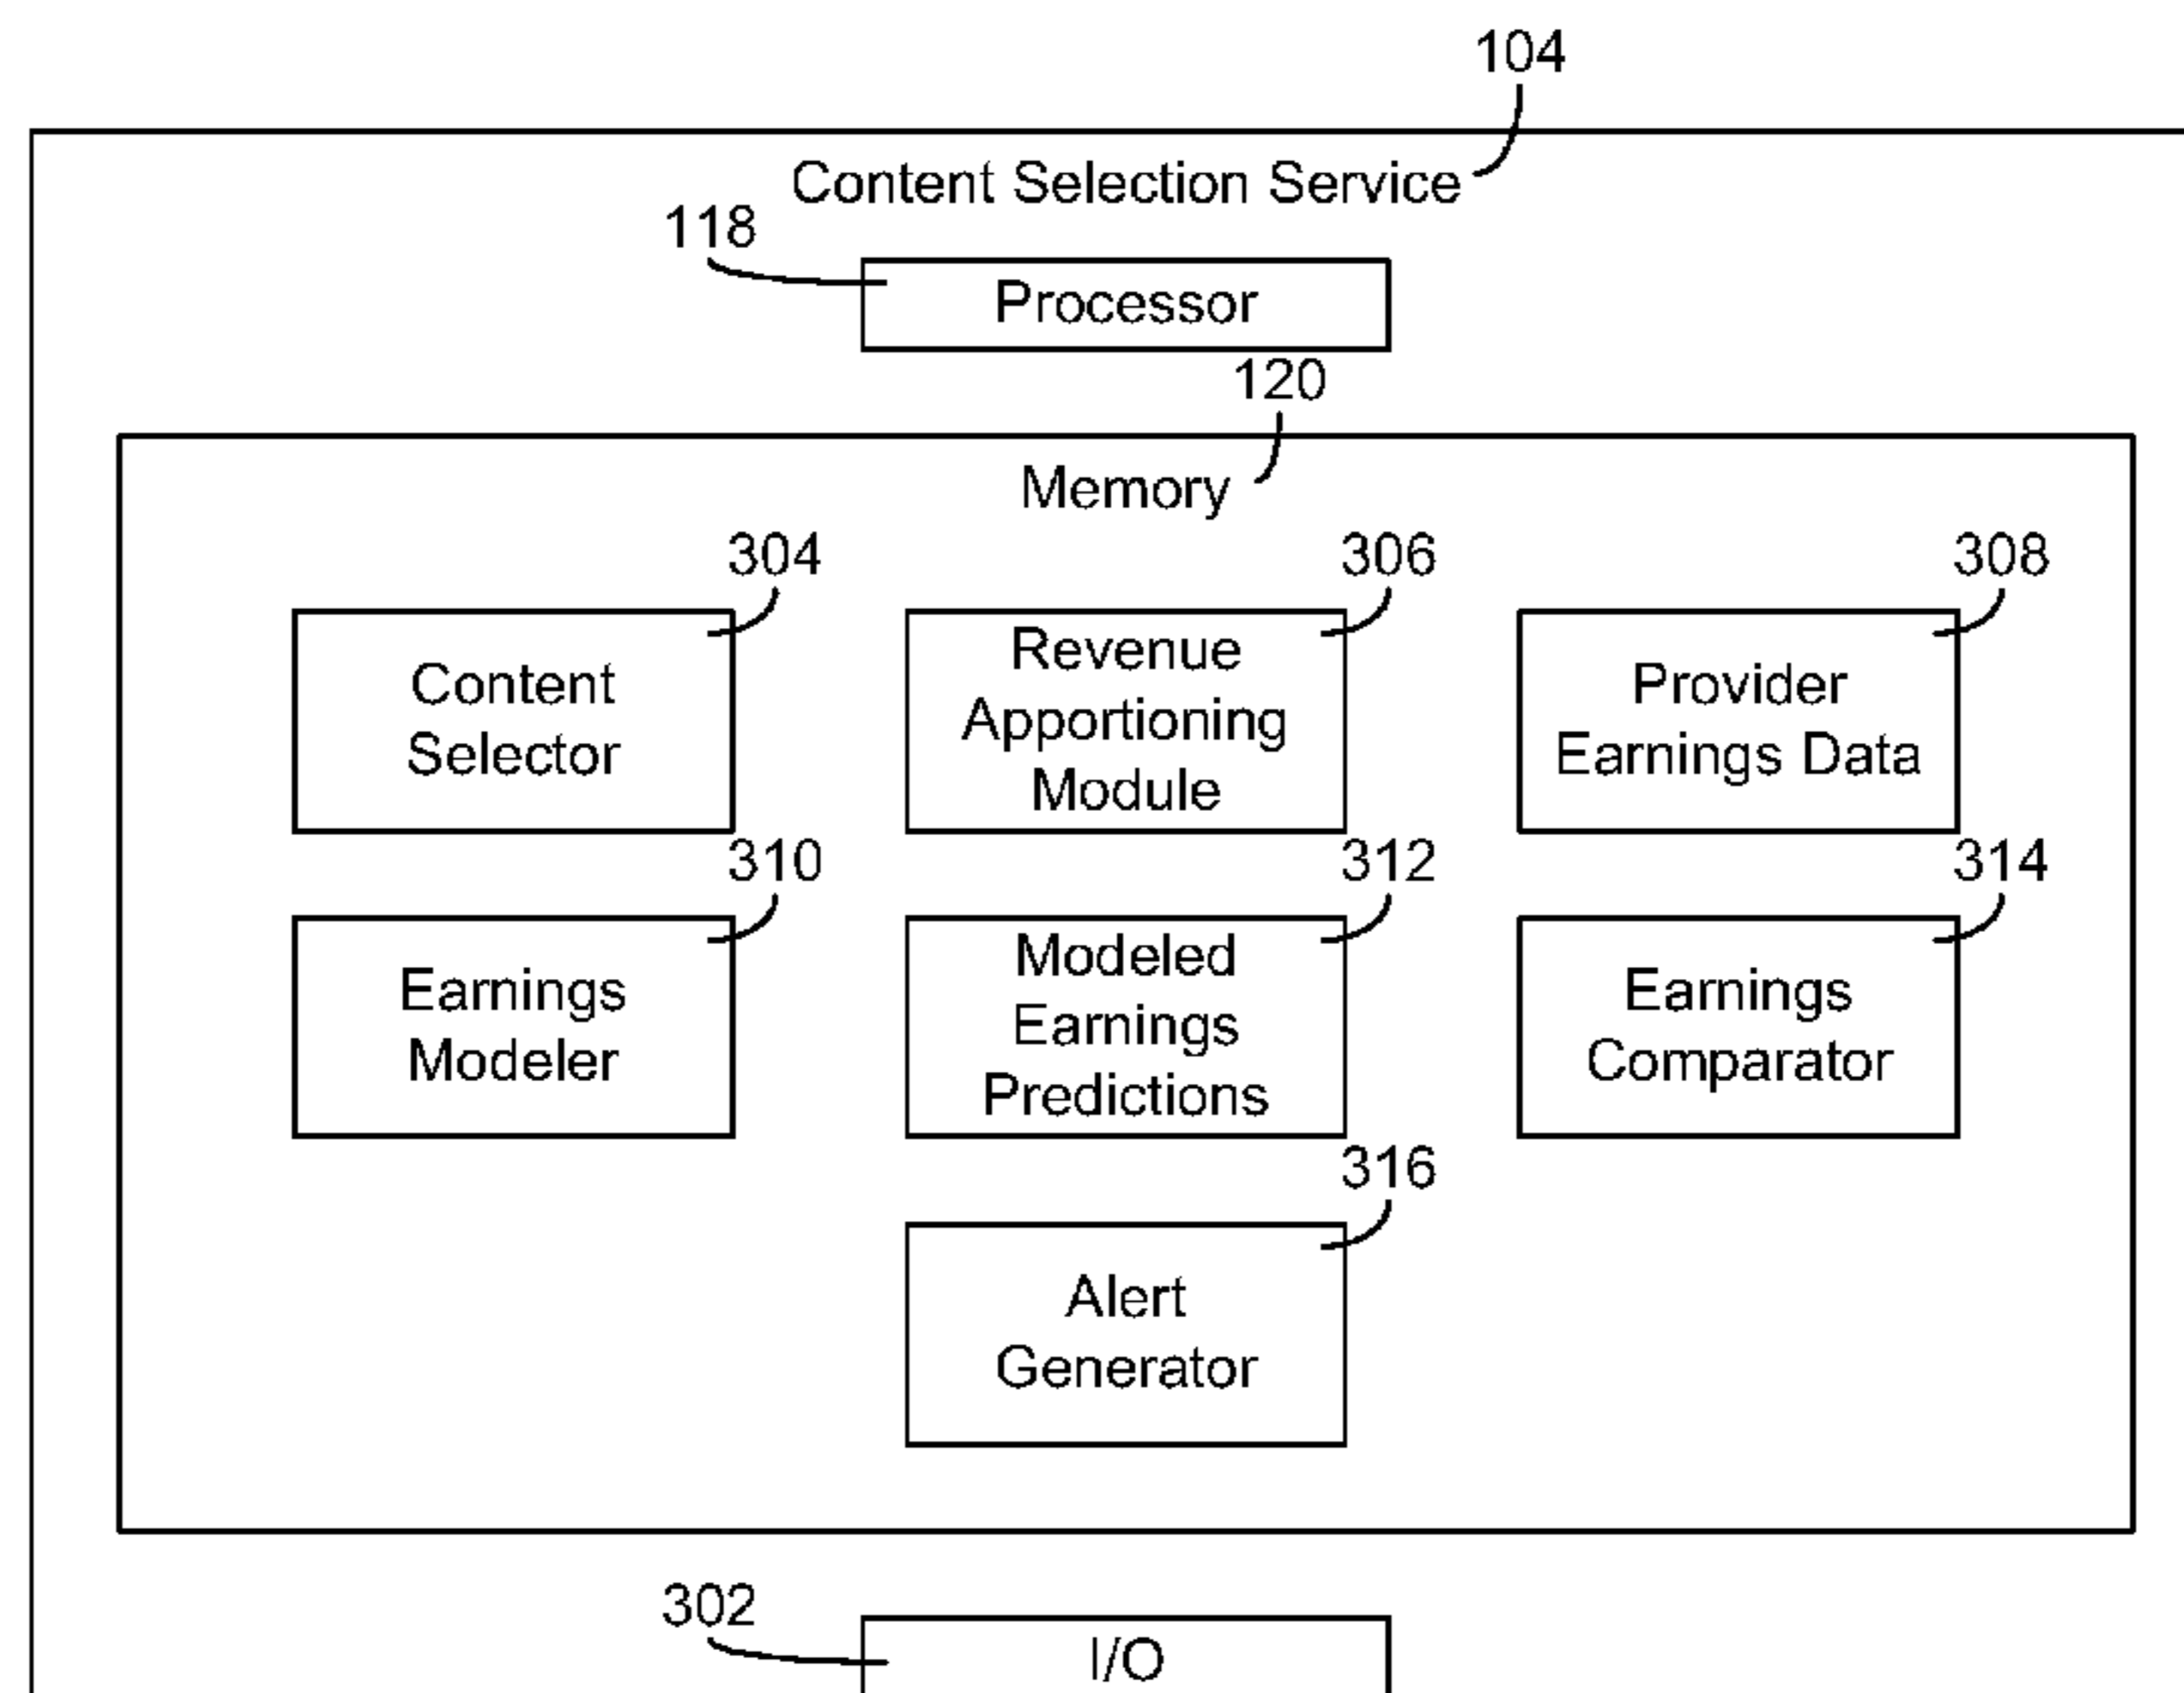 104
Content Selection Service
118
Processor
120
Memory
304
306
308
Content
Selector
Revenue
Apportioning
Module
Provider
Earnings Data
310
312
314
Earnings
Modeler
Modeled
Earnings
Predictions
Earnings
Comparator
316
Alert
Generator
302
I/O